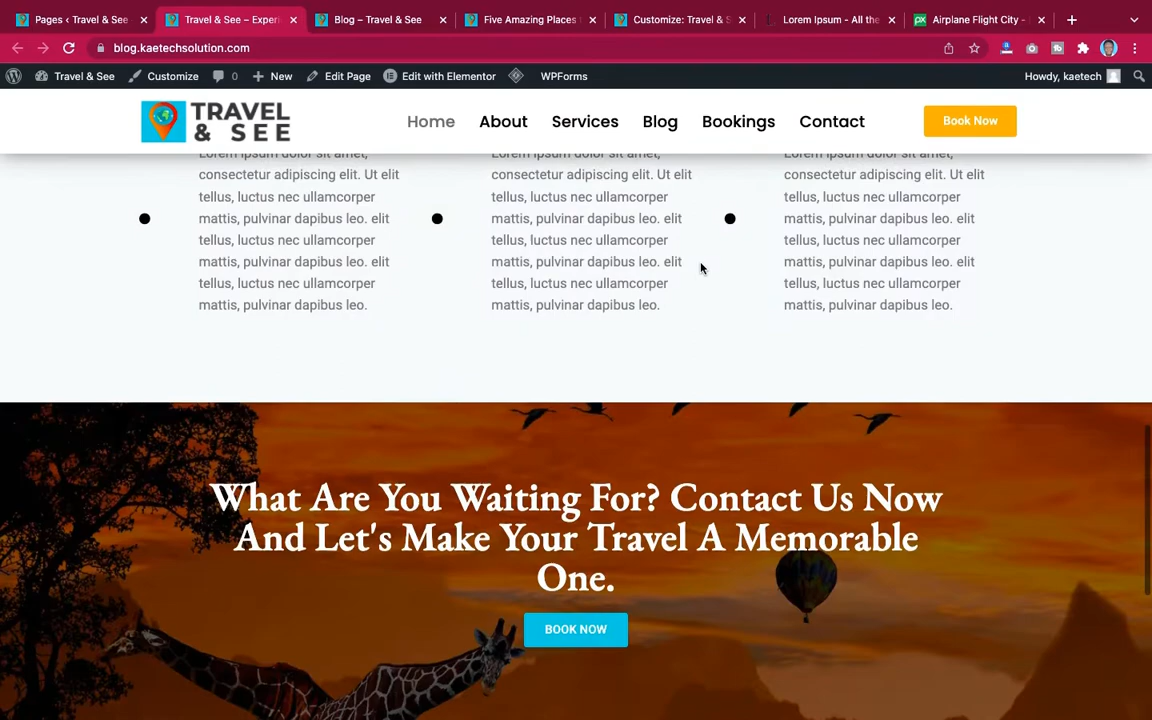 Pages ‹ Travel & See
Travel & See – Experi
Blog – Travel & See
Five Amazing Places
Customize: Travel & S
Lorem Ipsum - All the
Airplane Flight City -
blog.kaetechsolution.com
Travel & See
Customize
0
New
Edit Page
Edit with Elementor
WPForms
Howdy, kaetech
TRAVEL
& SEE
Home
About
Services
Blog
Bookings
Contact
Book Now
Lorem ipsum dolor sit amet,
consectetur adipiscing elit. Ut elit
tellus, luctus nec ullamcorper
mattis, pulvinar dapibus leo. elit
tellus, luctus nec ullamcorper
mattis, pulvinar dapibus leo. elit
tellus, luctus nec ullamcorper
mattis, pulvinar dapibus leo.
Lorem ipsum dolor sit amet,
consectetur adipiscing elit. Ut elit
tellus, luctus nec ullamcorper
mattis, pulvinar dapibus leo. elit
tellus, luctus nec ullamcorper
mattis, pulvinar dapibus leo. elit
tellus, luctus nec ullamcorper
mattis, pulvinar dapibus leo.
Lorem ipsum dolor sit amet,
consectetur adipiscing elit. Ut elit
tellus, luctus nec ullamcorper
mattis, pulvinar dapibus leo. elit
tellus, luctus nec ullamcorper
mattis, pulvinar dapibus leo. elit
tellus, luctus nec ullamcorper
mattis, pulvinar dapibus leo.
What Are You Waiting For? Contact Us Now
And Let's Make Your Travel A Memorable
One.
BOOK NOW